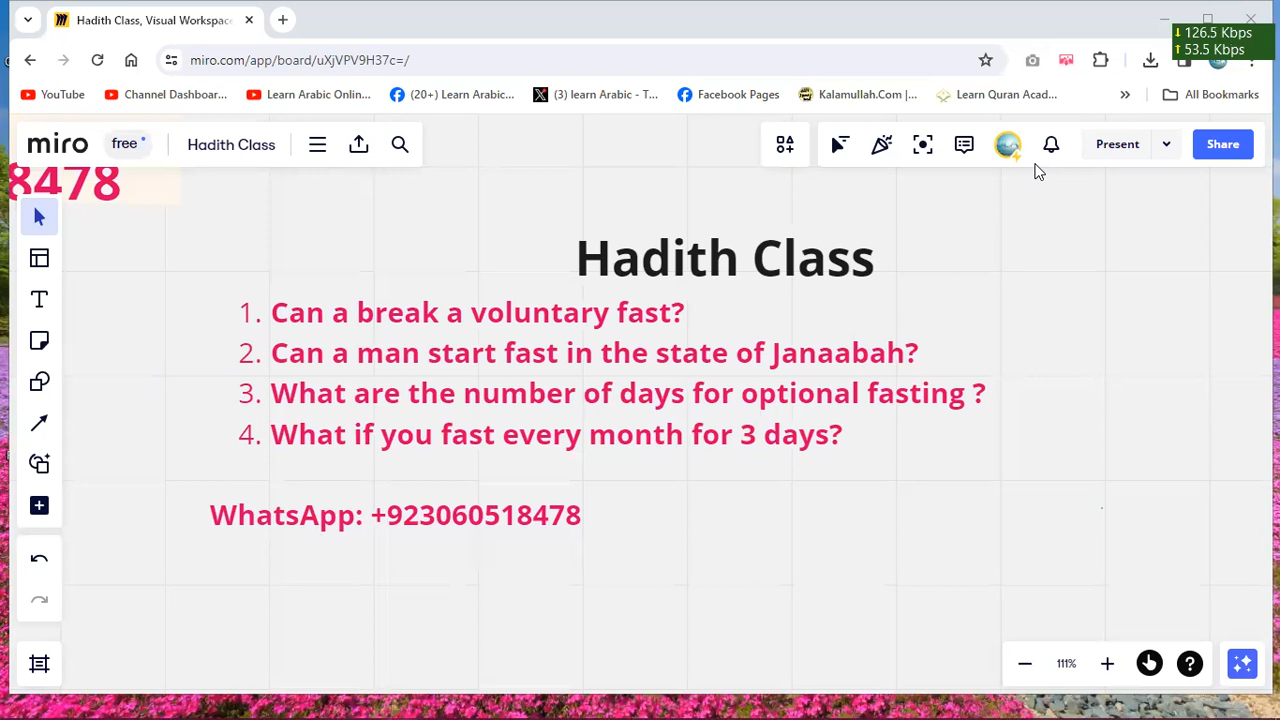 Hadith Class, Visual Workspace
126.5 Kbps
53.5 Kbps
miro.com/app/board/uXjVPV9H37c=/
YouTube
Channel Dashboar...
Learn Arabic Onlin...
(20+) Learn Arabic...
(3) learn Arabic - T...
Facebook Pages
Kalamullah.Com |...
Learn Quran Acad...
All Bookmarks
miro
free
Hadith Class
Present
Share
8478
Hadith Class
1. Can a break a voluntary fast?
2. Can a man start fast in the state of Janaabah?
3. What are the number of days for optional fasting ?
4. What if you fast every month for 3 days?
WhatsApp: +923060518478
111%